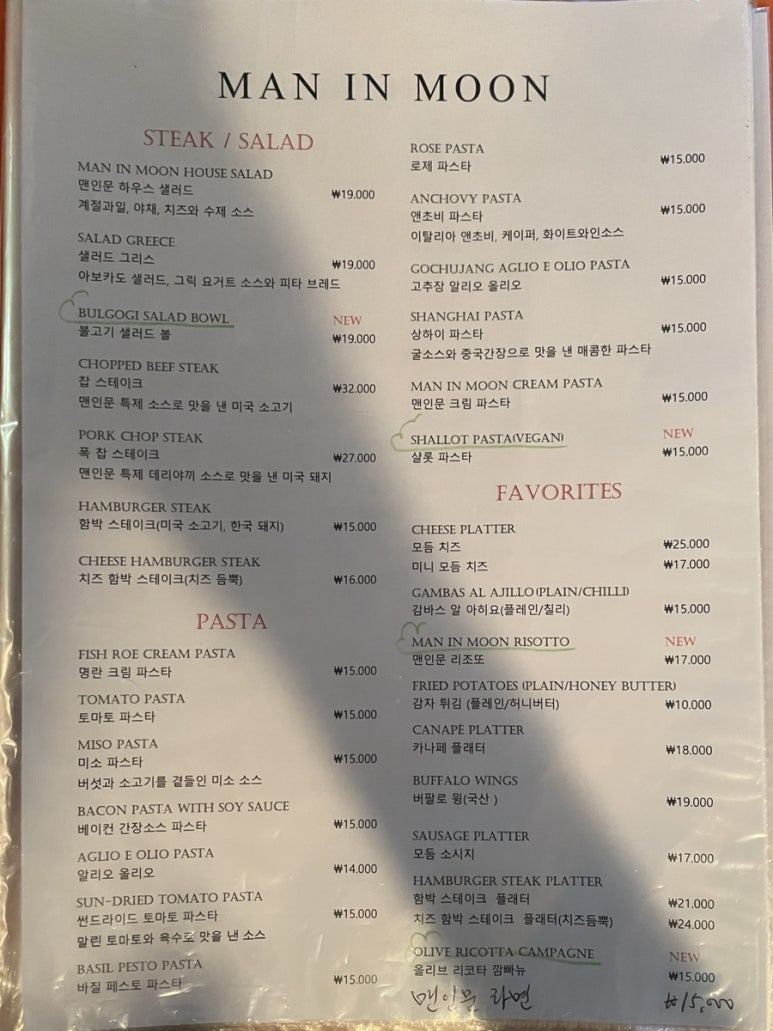 MAN IN MOON
STEAK / SALAD
MAN IN MOON HOUSE SALAD
맨인문 하우스 샐러드
₩19.000
계절과일, 야채, 치즈와 수제 소스
SALAD GREECE
샐러드 그리스
₩19.000
아보카도 샐러드, 그릭 요거트 소스와 피타 브레드
BULGOGI SALAD BOWL NEW
불고기 샐러드 볼 ₩19.000
CHOPPED BEEF STEAK
찹 스테이크 ₩32.000
맨인문 특제 소스로 맛을 낸 미국 소고기
PORK CHOP STEAK
폭 찹 스테이크 ₩27.000
맨인문 특제 데리야끼 소스로 맛을 낸 미국 돼지
HAMBURGER STEAK
함박 스테이크(미국 소고기, 한국 돼지) ₩15.000
CHEESE HAMBURGER STEAK
치즈 함박 스테이크(치즈 듬뿍) ₩16.000
PASTA
FISH ROE CREAM PASTA
명란 크림 파스타 ₩15.000
TOMATO PASTA
토마토 파스타 ₩15.000
MISO PASTA
미소 파스타 ₩15.000
버섯과 소고기를 곁들인 미소 소스
BACON PASTA WITH SOY SAUCE
베이컨 간장소스 파스타 ₩15.000
AGLIO E OLIO PASTA
알리오 올리오 ₩14.000
SUN-DRIED TOMATO PASTA
썬드라이드 토마토 파스타 ₩15.000
말린 토마토와 육수로 맛을 낸 소스
BASIL PESTO PASTA
바질 페스토 파스타 ₩15.000
ROSE PASTA
로제 파스타 ₩15.000
ANCHOVY PASTA
앤초비 파스타 ₩15.000
이탈리아 앤초비, 케이퍼, 화이트와인소스
GOCHUJANG AGLIO E OLIO PASTA
고추장 알리오 올리오 ₩15.000
SHANGHAI PASTA
상하이 파스타 ₩15.000
굴소스와 중국간장으로 맛을 낸 매콤한 파스타
MAN IN MOON CREAM PASTA
맨인문 크림 파스타 ₩15.000
SHALLOT PASTA(VEGAN) NEW
샬롯 파스타 ₩15.000
FAVORITES
CHEESE PLATTER
모듬 치즈 ₩25.000
미니 모듬 치즈 ₩17.000
GAMBAS AL AJILLO(PLAIN/CHILLI)
감바스 알 아히요(플레인/칠리) ₩15.000
MAN IN MOON RISOTTO NEW
맨인문 리조또 ₩17.000
FRIED POTATOES (PLAIN/HONEY BUTTER)
감자 튀김 (플레인/허니버터) ₩10.000
CANAPÉ PLATTER
카나페 플래터 ₩18.000
BUFFALO WINGS
버팔로 윙(국산 ) ₩19.000
SAUSAGE PLATTER
모듬 소시지 ₩17.000
HAMBURGER STEAK PLATTER
함박 스테이크 플래터 ₩21.000
치즈 함박 스테이크 플래터(치즈듬뿍) ₩24.000
OLIVE RICOTTA CAMPAGNE NEW
올리브 리코타 깜빠뉴 ₩15.000
맨인문 라면 ₩15,000